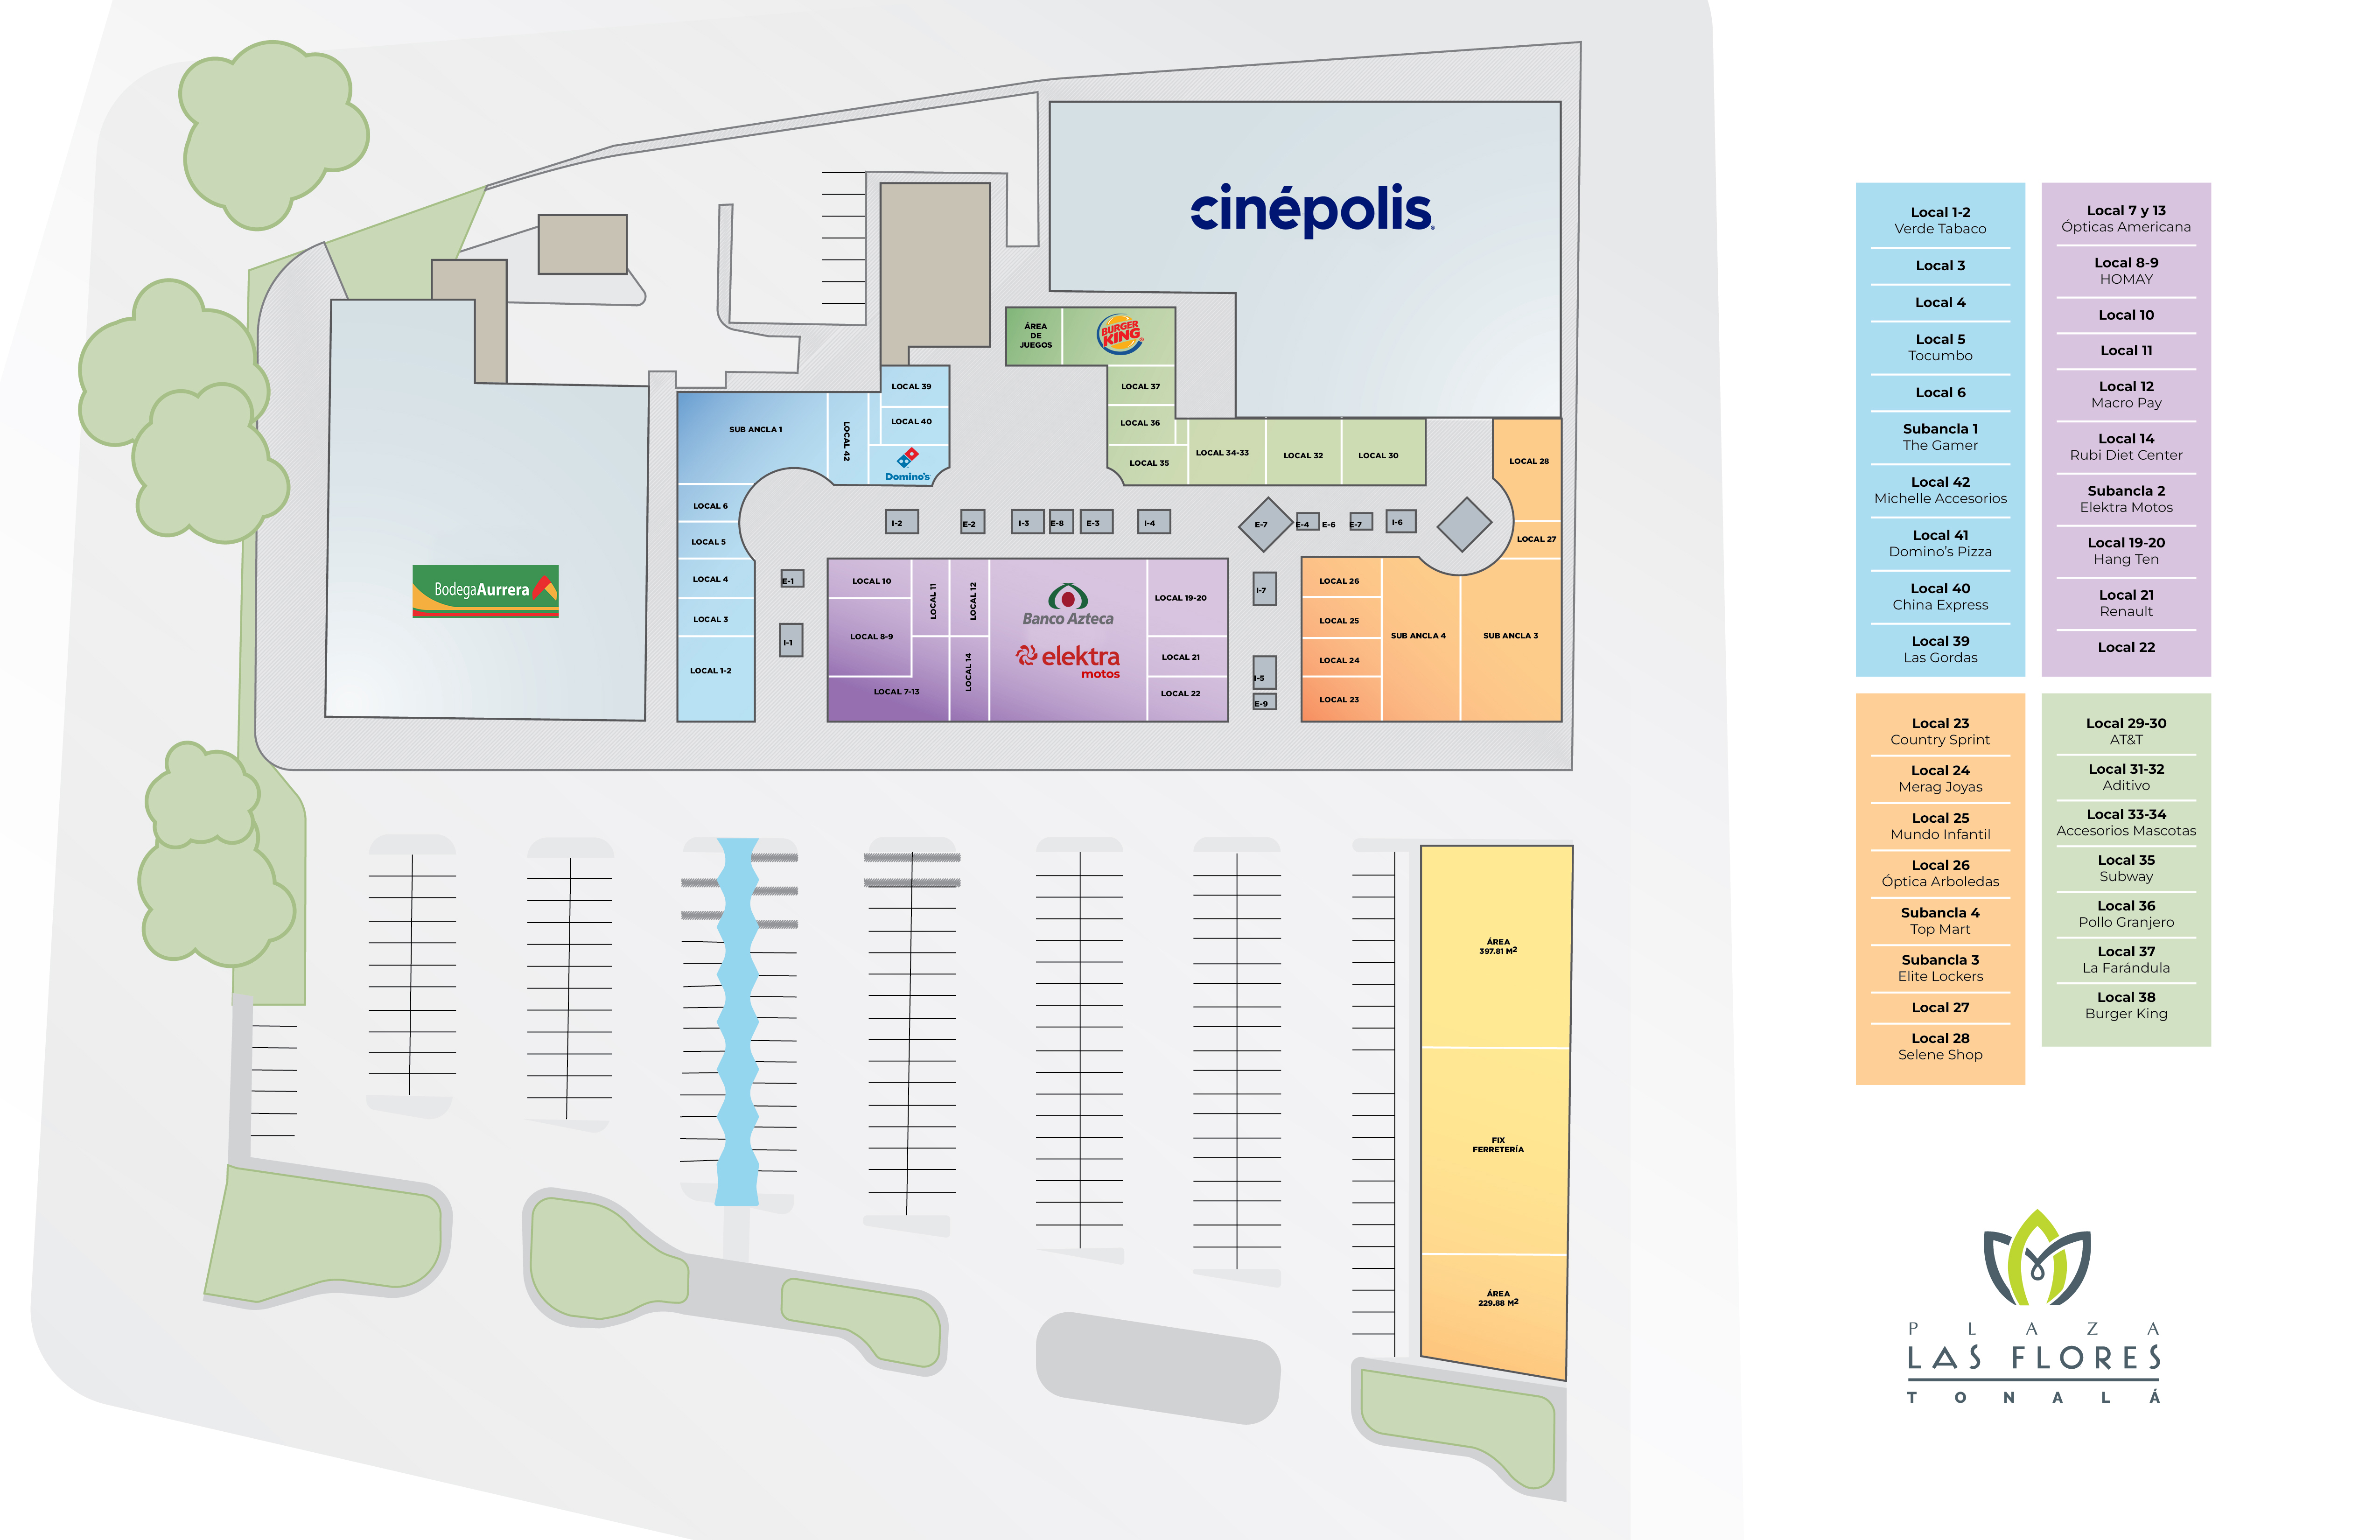 cinépolis
ÁREA
DE
JUEGOS
BURGER
KING
LOCAL 39
LOCAL 37
LOCAL 40
LOCAL 36
SUB ANCLA 1
LOCAL 42
Domino's
LOCAL 35
LOCAL 34-33
LOCAL 32
LOCAL 30
LOCAL 28
LOCAL 6
I-2
E-2
I-3
E-8
E-3
I-4
E-7
E-4
E-6
E-7
I-6
LOCAL 5
LOCAL 27
BodegaAurrera
LOCAL 4
E-1
LOCAL 10
LOCAL 11
LOCAL 12
Banco Azteca
LOCAL 19-20
I-7
LOCAL 26
LOCAL 3
LOCAL 25
I-1
LOCAL 8-9
SUB ANCLA 4
SUB ANCLA 3
elektra
motos
LOCAL 1-2
LOCAL 14
LOCAL 21
LOCAL 24
I-5
LOCAL 7-13
LOCAL 22
E-9
LOCAL 23
ÁREA
397.81 M2
FIX
FERRETERÍA
ÁREA
229.88 M2
Local 1-2
Verde Tabaco
Local 3
Local 4
Local 5
Tocumbo
Local 6
Subancla 1
The Gamer
Local 42
Michelle Accesorios
Local 41
Domino's Pizza
Local 40
China Express
Local 39
Las Gordas
Local 7 y 13
Ópticas Americana
Local 8-9
HOMAY
Local 10
Local 11
Local 12
Macro Pay
Local 14
Rubi Diet Center
Subancla 2
Elektra Motos
Local 19-20
Hang Ten
Local 21
Renault
Local 22
Local 23
Country Sprint
Local 24
Merag Joyas
Local 25
Mundo Infantil
Local 26
Óptica Arboledas
Subancla 4
Top Mart
Subancla 3
Elite Lockers
Local 27
Local 28
Selene Shop
Local 29-30
AT&T
Local 31-32
Aditivo
Local 33-34
Accesorios Mascotas
Local 35
Subway
Local 36
Pollo Granjero
Local 37
La Farándula
Local 38
Burger King
PLAZA
LAS FLORES
TONALÁ